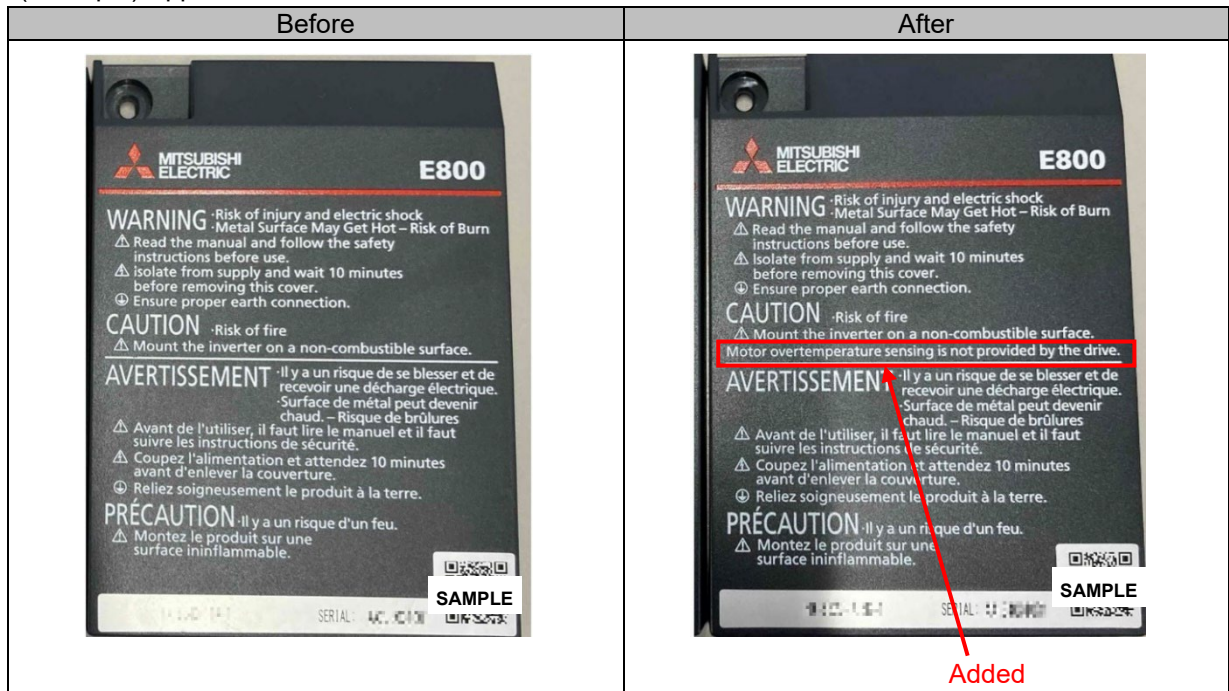 Before
After
MITSUBISHI
ELECTRIC
E800
WARNING ·Risk of injury and electric shock
·Metal Surface May Get Hot – Risk of Burn
⚠ Read the manual and follow the safety
instructions before use.
⚠ isolate from supply and wait 10 minutes
before removing this cover.
Ensure proper earth connection.
CAUTION ·Risk of fire
⚠ Mount the inverter on a non-combustible surface.
AVERTISSEMENT ·Il y a un risque de se blesser et de
recevoir une décharge électrique.
·Surface de métal peut devenir
chaud. – Risque de brûlures
⚠ Avant de l'utiliser, il faut lire le manuel et il faut
suivre les instructions de sécurité.
⚠ Coupez l'alimentation et attendez 10 minutes
avant d'enlever la couverture.
Reliez soigneusement le produit à la terre.
PRÉCAUTION ·Il y a un risque d'un feu.
⚠ Montez le produit sur une
surface ininflammable.
SAMPLE
SERIAL:
MITSUBISHI
ELECTRIC
E800
WARNING ·Risk of injury and electric shock
·Metal Surface May Get Hot – Risk of Burn
⚠ Read the manual and follow the safety
instructions before use.
⚠ isolate from supply and wait 10 minutes
before removing this cover.
Ensure proper earth connection.
CAUTION ·Risk of fire
⚠ Mount the inverter on a non-combustible surface.
Motor overtemperature sensing is not provided by the drive.
AVERTISSEMENT ·Il y a un risque de se blesser et de
recevoir une décharge électrique.
·Surface de métal peut devenir
chaud. – Risque de brûlures
⚠ Avant de l'utiliser, il faut lire le manuel et il faut
suivre les instructions de sécurité.
⚠ Coupez l'alimentation et attendez 10 minutes
avant d'enlever la couverture.
Reliez soigneusement le produit à la terre.
PRÉCAUTION ·Il y a un risque d'un feu.
⚠ Montez le produit sur une
surface ininflammable.
SAMPLE
SERIAL:
Added